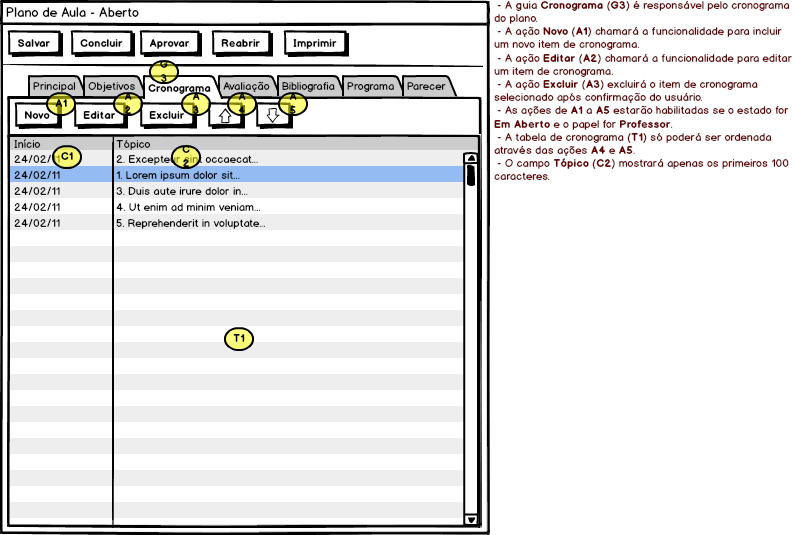 Plano de Aula - Aberto
Salvar Concluir Aprovar Reabrir Imprimir
G3
Principal Objetivos Cronograma Avaliação Bibliografia Programa Parecer
A1 A A3 A4 A5
Novo Editar Excluir
Início Tópico
24/02/11 C1 2. Excepteur sint occaecat... C2
24/02/11 1. Lorem ipsum dolor sit...
24/02/11 3. Duis aute irure dolor in...
24/02/11 4. Ut enim ad minim veniam...
24/02/11 5. Reprehenderit in voluptate...
T1
- A guia Cronograma (G3) é responsável pelo cronograma
do plano.
- A ação Novo (A1) chamará a funcionalidade para incluir
um novo item de cronograma.
- A ação Editar (A2) chamará a funcionalidade para editar
um item de cronograma.
- A ação Excluir (A3) excluirá o item de cronograma
selecionado após confirmação do usuário.
- As ações de A1 a A5 estarão habilitadas se o estado for
Em Aberto e o papel for Professor.
- A tabela de cronograma (T1) só poderá ser ordenada
através das ações A4 e A5.
- O campo Tópico (C2) mostrará apenas os primeiros 100
caracteres.